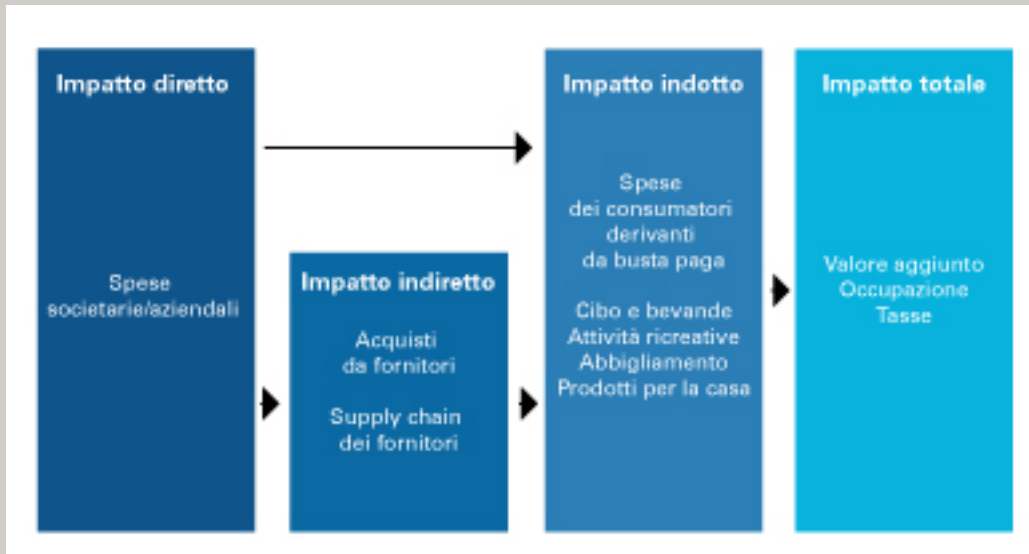 Impatto diretto
Spese
societarie/aziendali
Impatto indiretto
Acquisti
da fornitori
Supply chain
dei fornitori
Impatto indotto
Spese
dei consumatori
derivanti
da busta paga
Cibo e bevande
Attività ricreative
Abbigliamento
Prodotti per la casa
Impatto totale
Valore aggiunto
Occupazione
Tasse